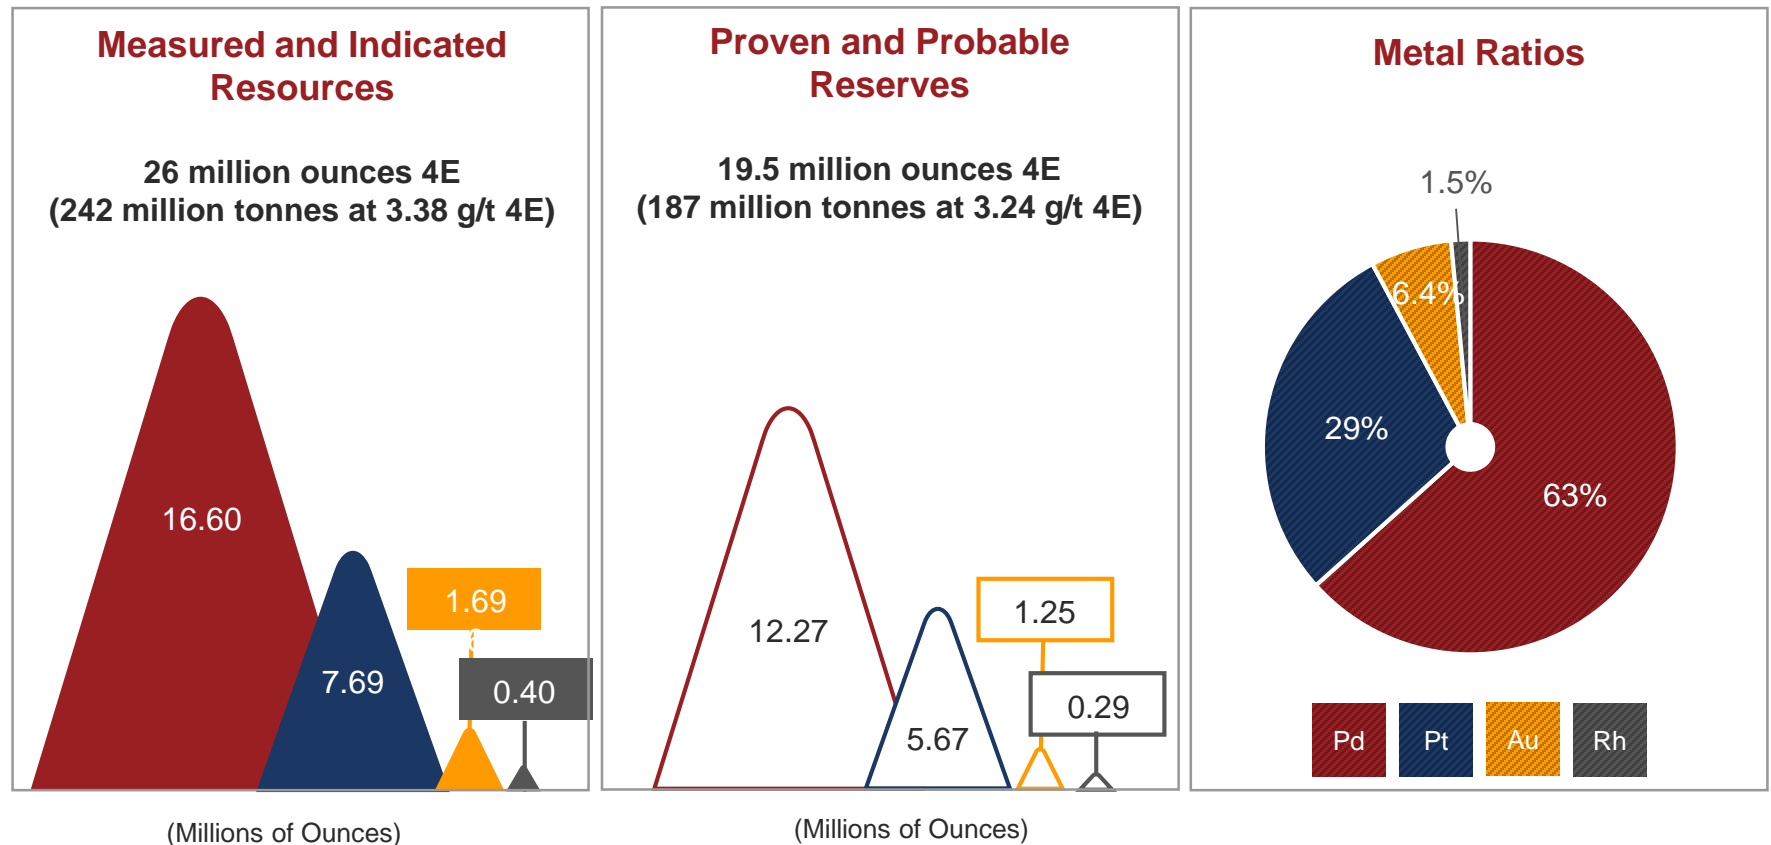 Measured and Indicated
Resources
26 million ounces 4E
(242 million tonnes at 3.38 g/t 4E)
16.60
7.69
1.69
0.40
(Millions of Ounces)
Proven and Probable
Reserves
19.5 million ounces 4E
(187 million tonnes at 3.24 g/t 4E)
12.27
5.67
1.25
0.29
(Millions of Ounces)
Metal Ratios
1.5%
6.4%
29%
63%
Pd
Pt
Au
Rh